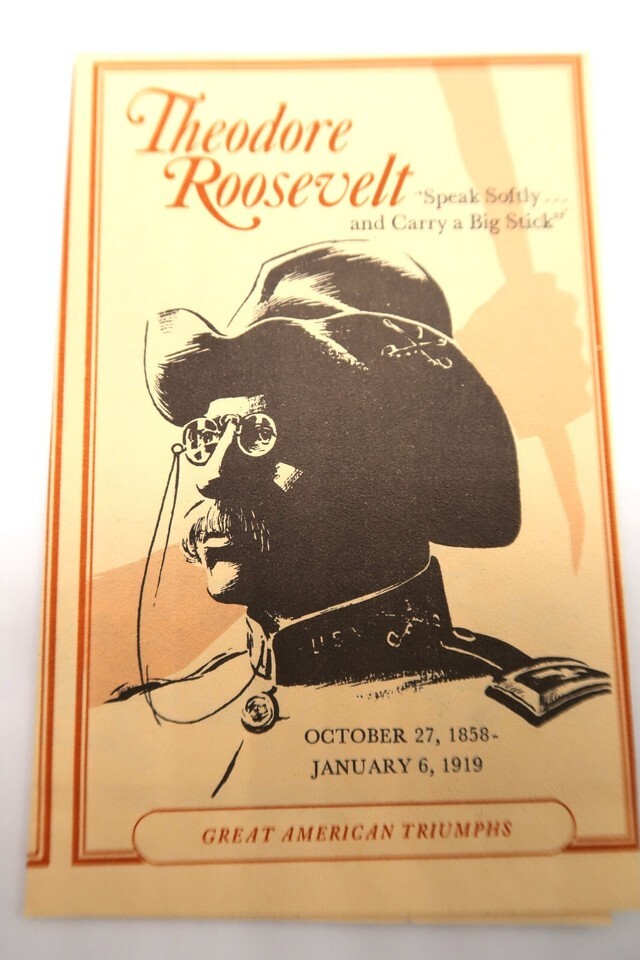 Theodore
Roosevelt
"Speak Softly...
and Carry a Big Stick"
U S V
OCTOBER 27, 1858-
JANUARY 6, 1919
GREAT AMERICAN TRIUMPHS